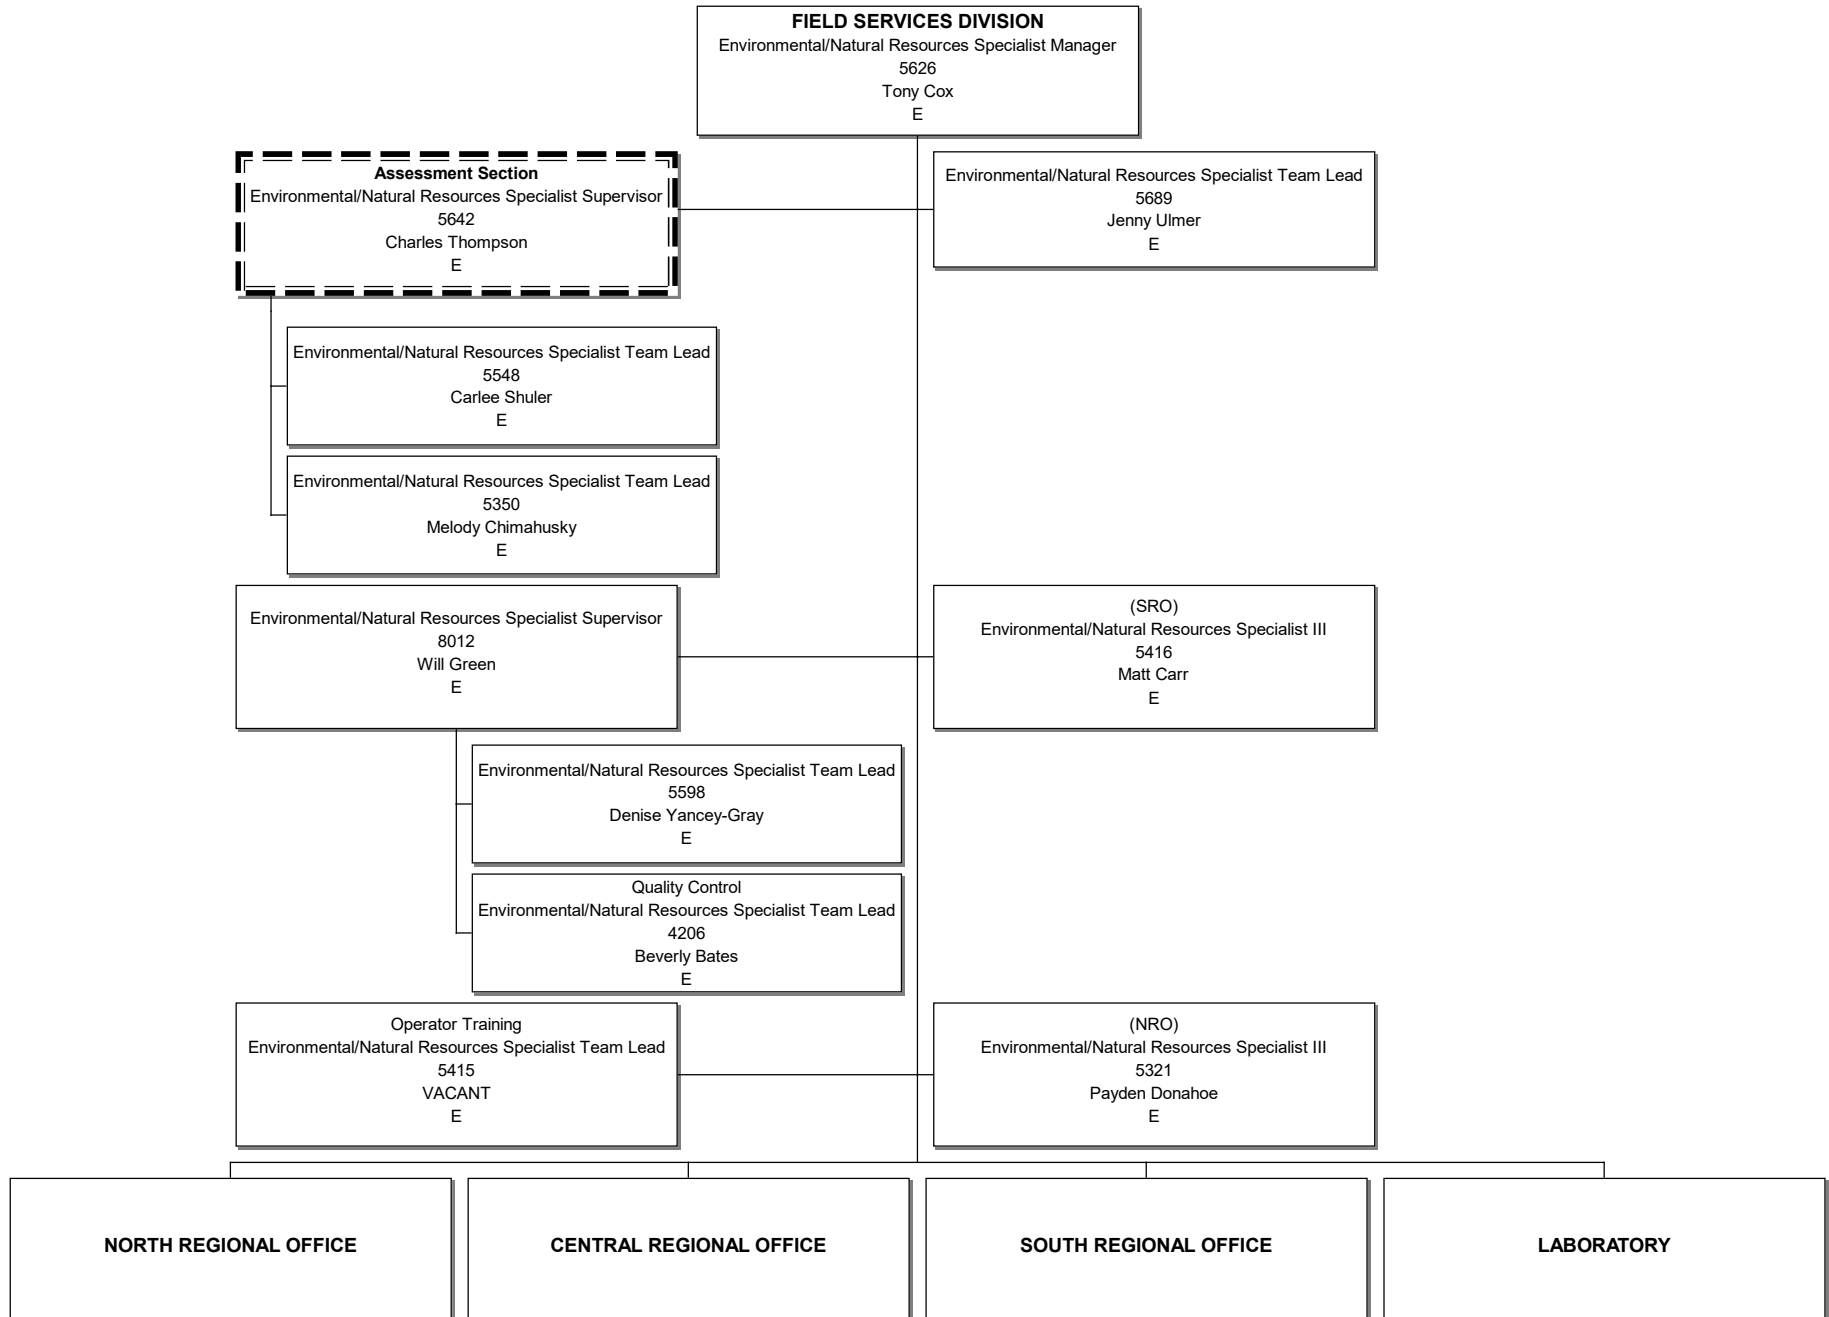 FIELD SERVICES DIVISION
Environmental/Natural Resources Specialist Manager
5626
Tony Cox
E
Assessment Section
Environmental/Natural Resources Specialist Supervisor
5642
Charles Thompson
E
Environmental/Natural Resources Specialist Team Lead
5689
Jenny Ulmer
E
Environmental/Natural Resources Specialist Team Lead
5548
Carlee Shuler
E
Environmental/Natural Resources Specialist Team Lead
5350
Melody Chimahusky
E
Environmental/Natural Resources Specialist Supervisor
8012
Will Green
E
(SRO)
Environmental/Natural Resources Specialist III
5416
Matt Carr
E
Environmental/Natural Resources Specialist Team Lead
5598
Denise Yancey-Gray
E
Quality Control
Environmental/Natural Resources Specialist Team Lead
4206
Beverly Bates
E
Operator Training
Environmental/Natural Resources Specialist Team Lead
5415
VACANT
E
(NRO)
Environmental/Natural Resources Specialist III
5321
Payden Donahoe
E
NORTH REGIONAL OFFICE
CENTRAL REGIONAL OFFICE
SOUTH REGIONAL OFFICE
LABORATORY